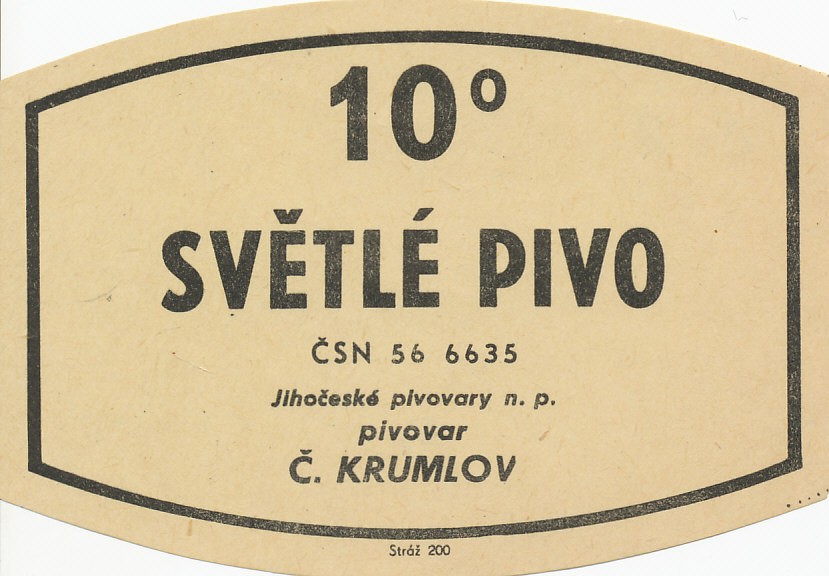 10°
SVĚTLÉ PIVO
ČSN 56 6635
Jihočeské pivovary n. p.
pivovar
Č. KRUMLOV
Stráž 200